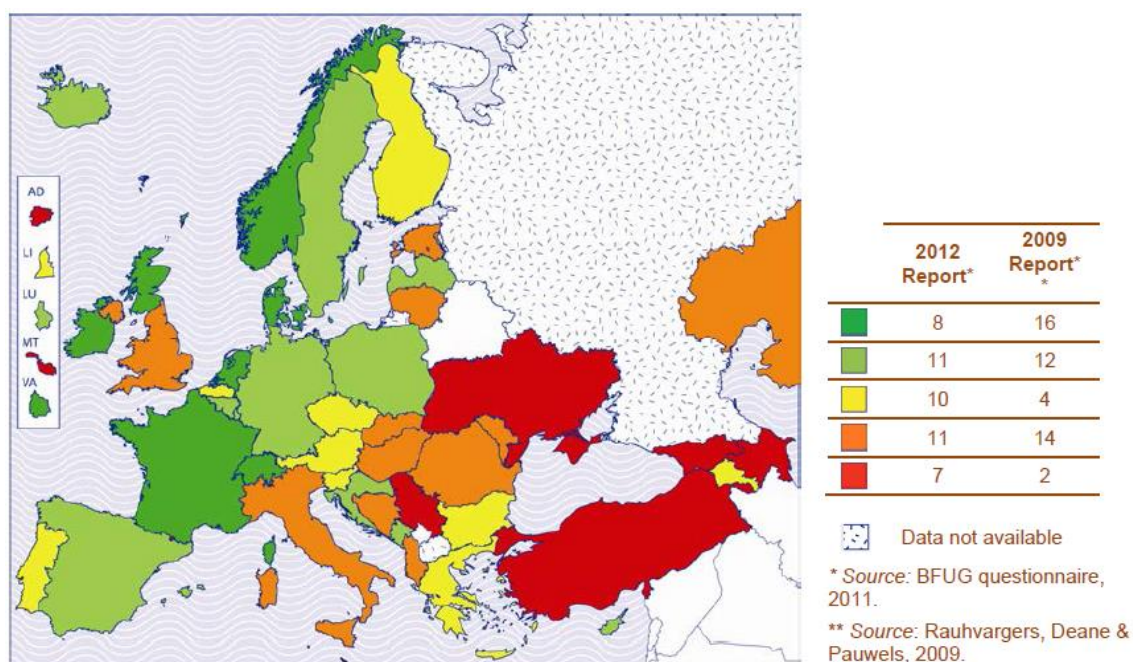 AD
LI
LU
MT
VA
2012 2009
Report* Report*
*
8 16
11 12
10 4
11 14
7 2
Data not available
* Source: BFUG questionnaire,
2011.
** Source: Rauhvargers, Deane &
Pauwels, 2009.